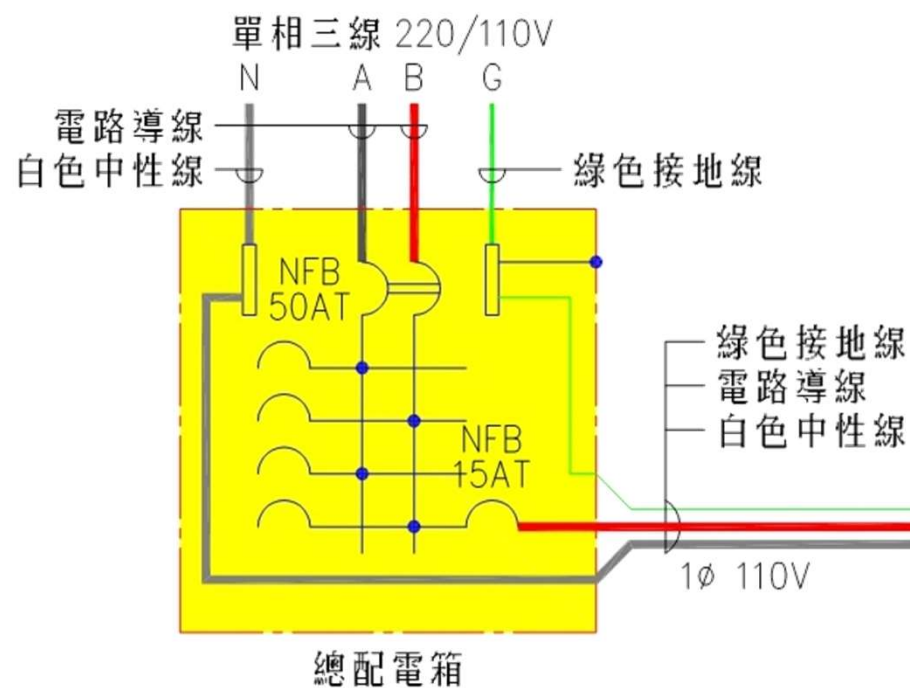 單相三線 220/110V
N A B G
電路導線
白色中性線
綠色接地線
NFB
50AT
綠色接地線
電路導線
白色中性線
NFB
15AT
1ø 110V
總配電箱